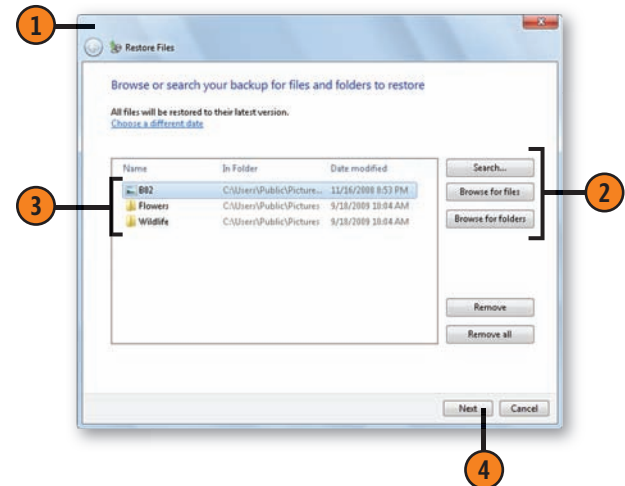 1
Restore Files
Browse or search your backup for files and folders to restore
All files will be restored to their latest version.
Choose a different date
Name In Folder Date modified
B02 C:\Users\Public\Picture... 11/16/2008 8:53 PM
Flowers C:\Users\Public\Pictures 9/18/2009 10:04 AM
Wildlife C:\Users\Public\Pictures 9/18/2009 10:04 AM
3
Search...
Browse for files
Browse for folders
2
Remove
Remove all
Next Cancel
4